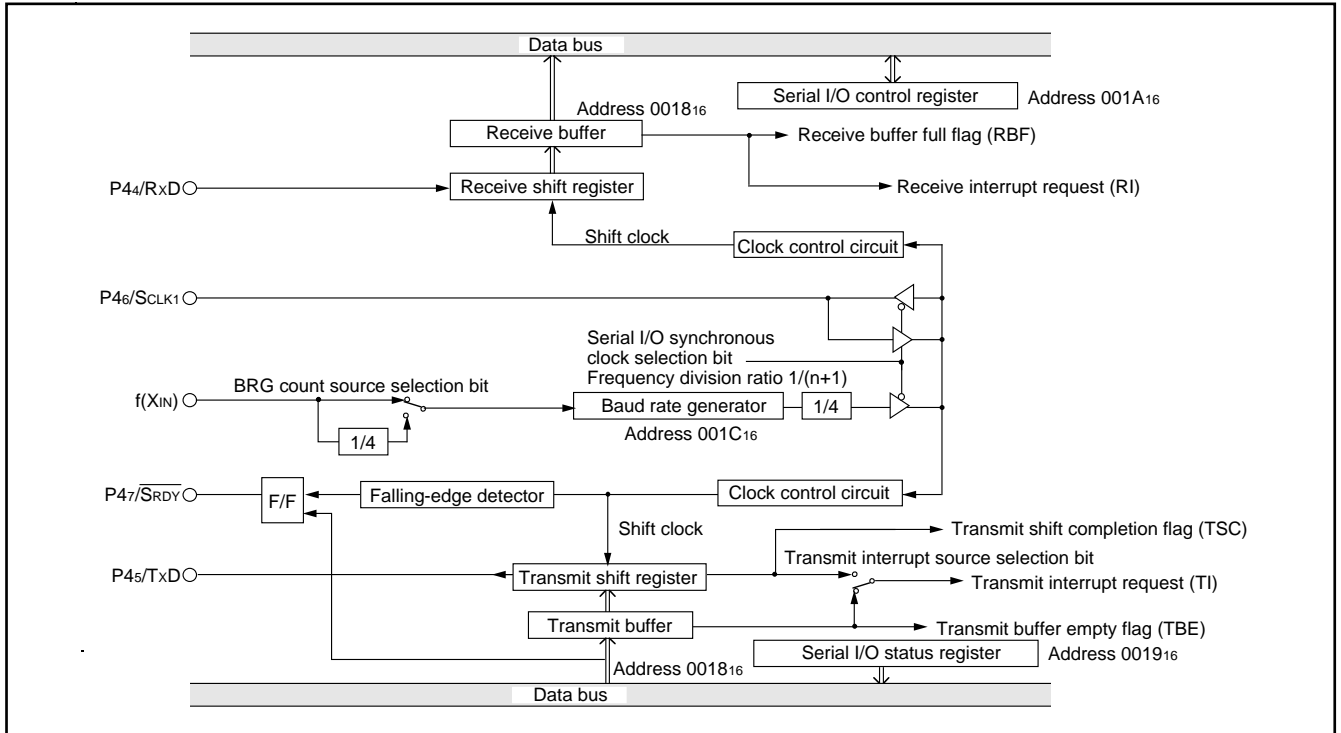 Data bus
Serial I/O control register Address 001A16
Address 001816
Receive buffer Receive buffer full flag (RBF)
P44/RXD Receive shift register Receive interrupt request (RI)
Shift clock Clock control circuit
P46/SCLK1
Serial I/O synchronous
clock selection bit
Frequency division ratio 1/(n+1)
BRG count source selection bit
f(XIN) Baud rate generator 1/4
1/4 Address 001C16
P47/SRDY F/F Falling-edge detector Clock control circuit
Shift clock Transmit shift completion flag (TSC)
Transmit interrupt source selection bit
P45/TXD Transmit shift register Transmit interrupt request (TI)
Transmit buffer Transmit buffer empty flag (TBE)
Address 001816 Serial I/O status register Address 001916
Data bus